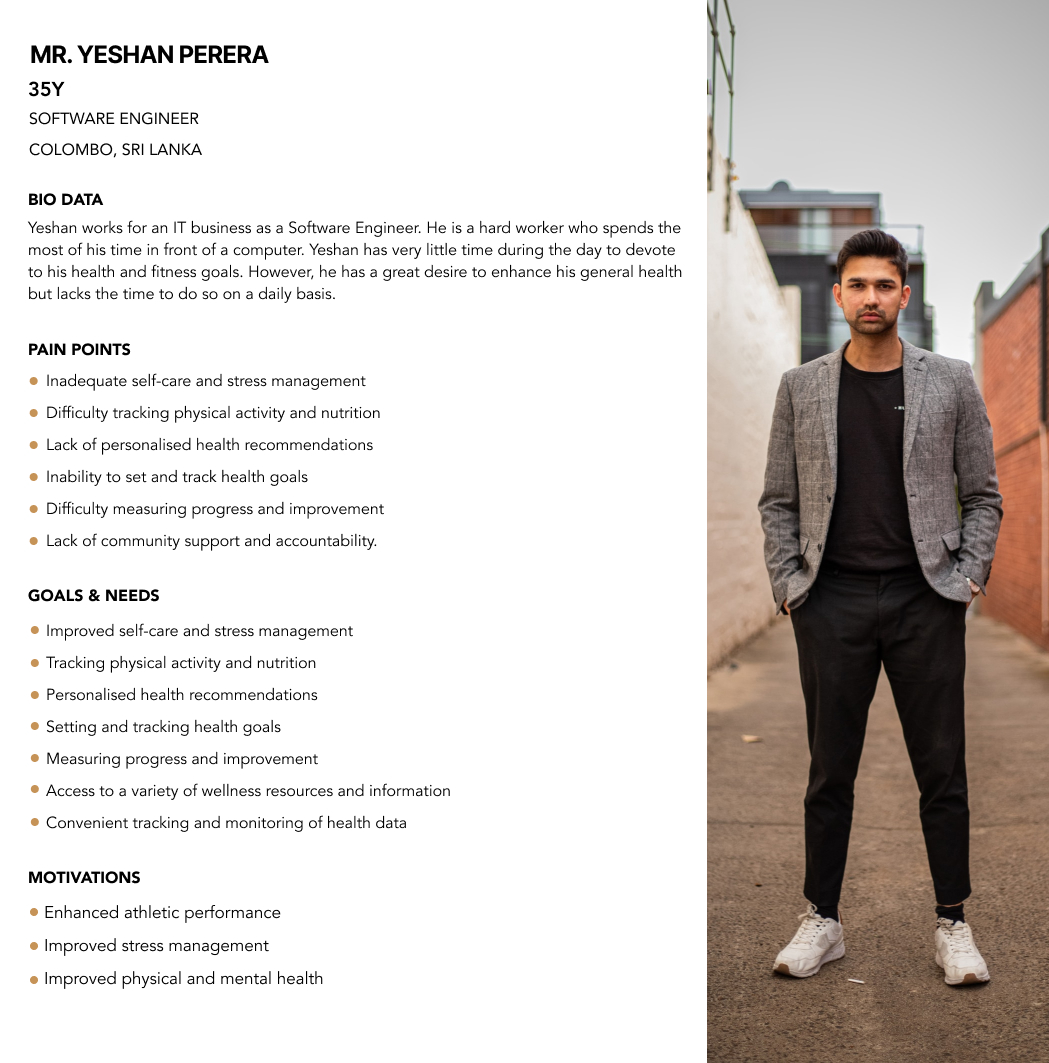 MR. YESHAN PERERA
35Y
SOFTWARE ENGINEER
COLOMBO, SRI LANKA
BIO DATA
Yeshan works for an IT business as a Software Engineer. He is a hard worker who spends the
most of his time in front of a computer. Yeshan has very little time during the day to devote
to his health and fitness goals. However, he has a great desire to enhance his general health
but lacks the time to do so on a daily basis.
PAIN POINTS
Inadequate self-care and stress management
Difficulty tracking physical activity and nutrition
Lack of personalised health recommendations
Inability to set and track health goals
Difficulty measuring progress and improvement
Lack of community support and accountability.
GOALS & NEEDS
Improved self-care and stress management
Tracking physical activity and nutrition
Personalised health recommendations
Setting and tracking health goals
Measuring progress and improvement
Access to a variety of wellness resources and information
Convenient tracking and monitoring of health data
MOTIVATIONS
Enhanced athletic performance
Improved stress management
Improved physical and mental health